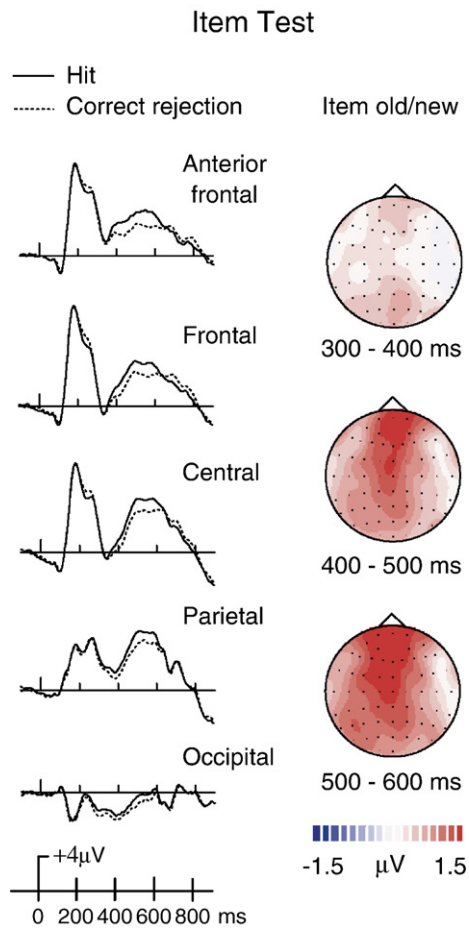 Item Test
Hit
Correct rejection
Item old/new
Anterior
frontal
300 - 400 ms
Frontal
Central
400 - 500 ms
Parietal
Occipital
500 - 600 ms
+4μV
-1.5 μV 1.5
0 200 400 600 800 ms